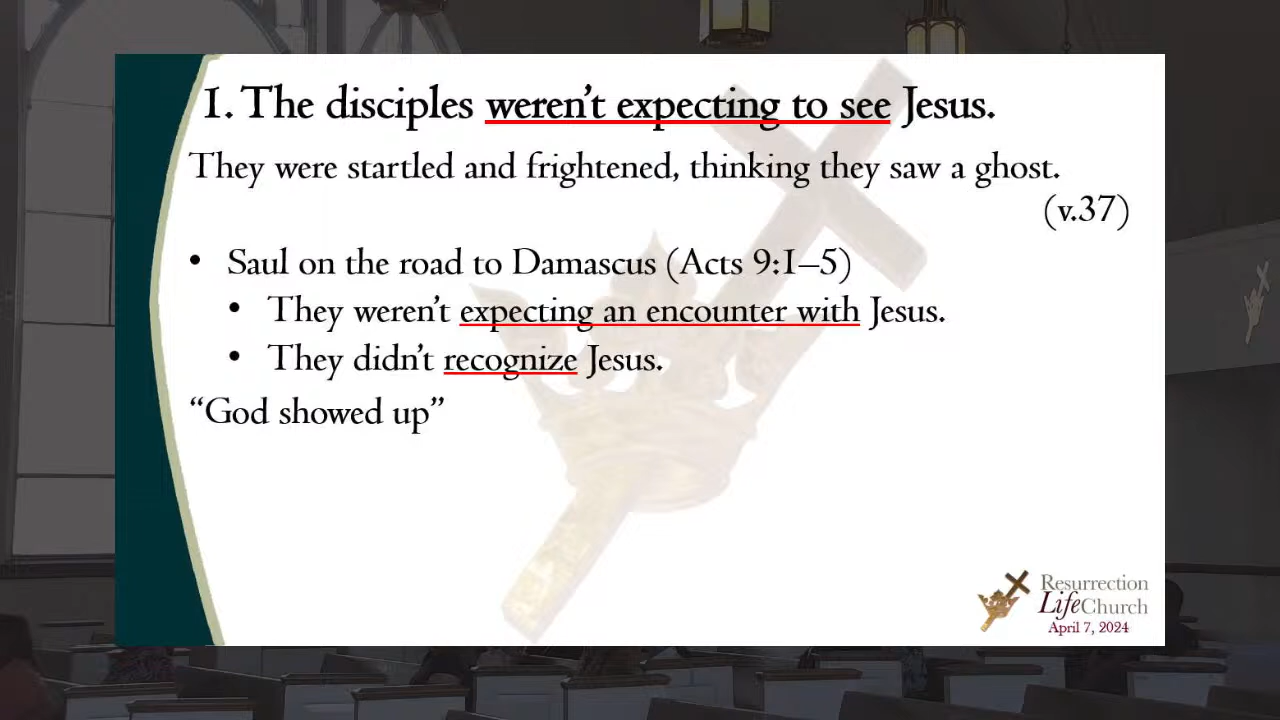 1. The disciples weren't expecting to see Jesus.
They were startled and frightened, thinking they saw a ghost.
(v.37)
• Saul on the road to Damascus (Acts 9:1–5)
• They weren't expecting an encounter with Jesus.
• They didn't recognize Jesus.
“God showed up”
Resurrection
LifeChurch
April 7, 2024